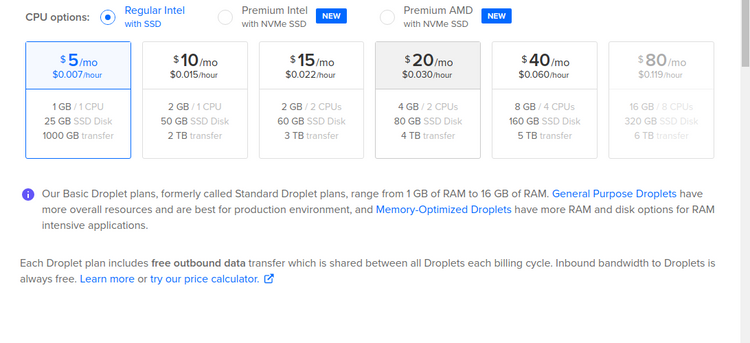 CPU options: Regular Intel with SSD Premium Intel with NVMe SSD NEW Premium AMD with NVMe SSD NEW
$5/mo
$0.007/hour
1 GB / 1 CPU
25 GB SSD Disk
1000 GB transfer
$10/mo
$0.015/hour
2 GB / 1 CPU
50 GB SSD Disk
2 TB transfer
$15/mo
$0.022/hour
2 GB / 2 CPUs
60 GB SSD Disk
3 TB transfer
$20/mo
$0.030/hour
4 GB / 2 CPUs
80 GB SSD Disk
4 TB transfer
$40/mo
$0.060/hour
8 GB / 4 CPUs
160 GB SSD Disk
5 TB transfer
$80/mo
$0.119/hour
16 GB / 8 CPUs
320 GB SSD Disk
6 TB transfer
Our Basic Droplet plans, formerly called Standard Droplet plans, range from 1 GB of RAM to 16 GB of RAM. General Purpose Droplets have
more overall resources and are best for production environment, and Memory-Optimized Droplets have more RAM and disk options for RAM
intensive applications.
Each Droplet plan includes free outbound data transfer which is shared between all Droplets each billing cycle. Inbound bandwidth to Droplets is
always free. Learn more or try our price calculator.